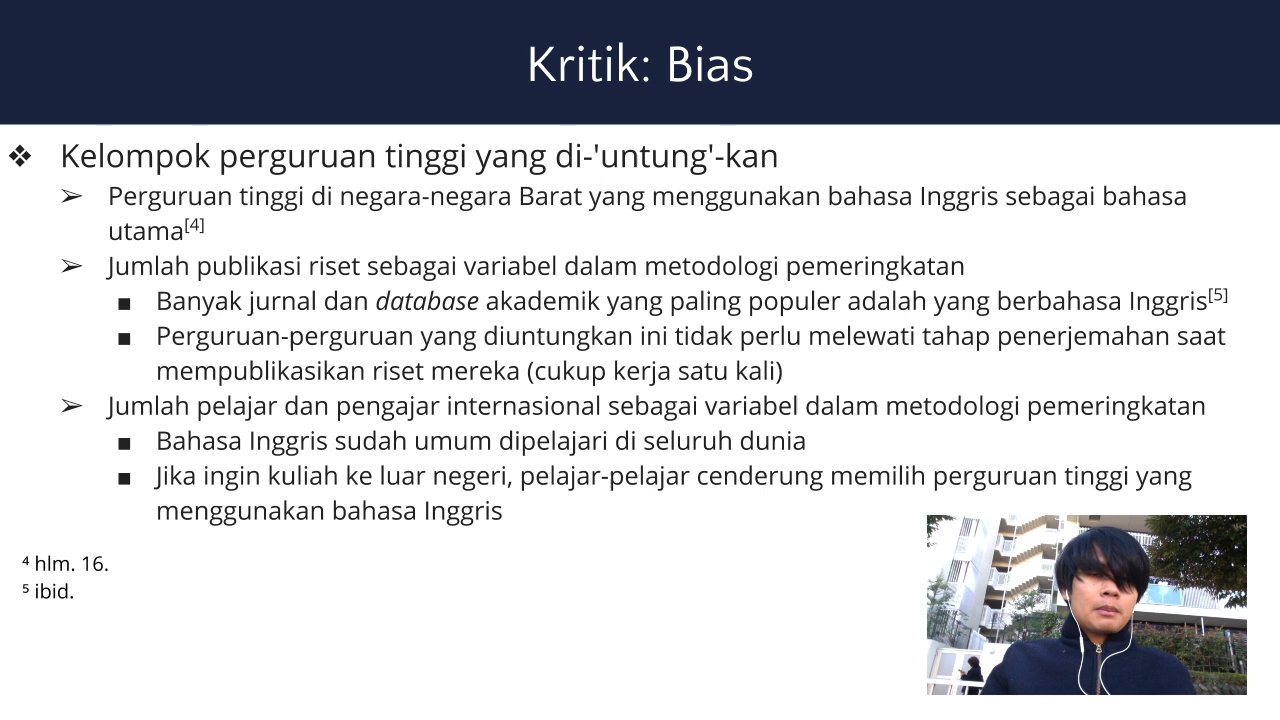 Kritik: Bias
❖ Kelompok perguruan tinggi yang di-'untung'-kan
➢ Perguruan tinggi di negara-negara Barat yang menggunakan bahasa Inggris sebagai bahasa
utama[4]
➢ Jumlah publikasi riset sebagai variabel dalam metodologi pemeringkatan
■ Banyak jurnal dan database akademik yang paling populer adalah yang berbahasa Inggris[5]
■ Perguruan-perguruan yang diuntungkan ini tidak perlu melewati tahap penerjemahan saat
mempublikasikan riset mereka (cukup kerja satu kali)
➢ Jumlah pelajar dan pengajar internasional sebagai variabel dalam metodologi pemeringkatan
■ Bahasa Inggris sudah umum dipelajari di seluruh dunia
■ Jika ingin kuliah ke luar negeri, pelajar-pelajar cenderung memilih perguruan tinggi yang
menggunakan bahasa Inggris
⁴ hlm. 16.
⁵ ibid.